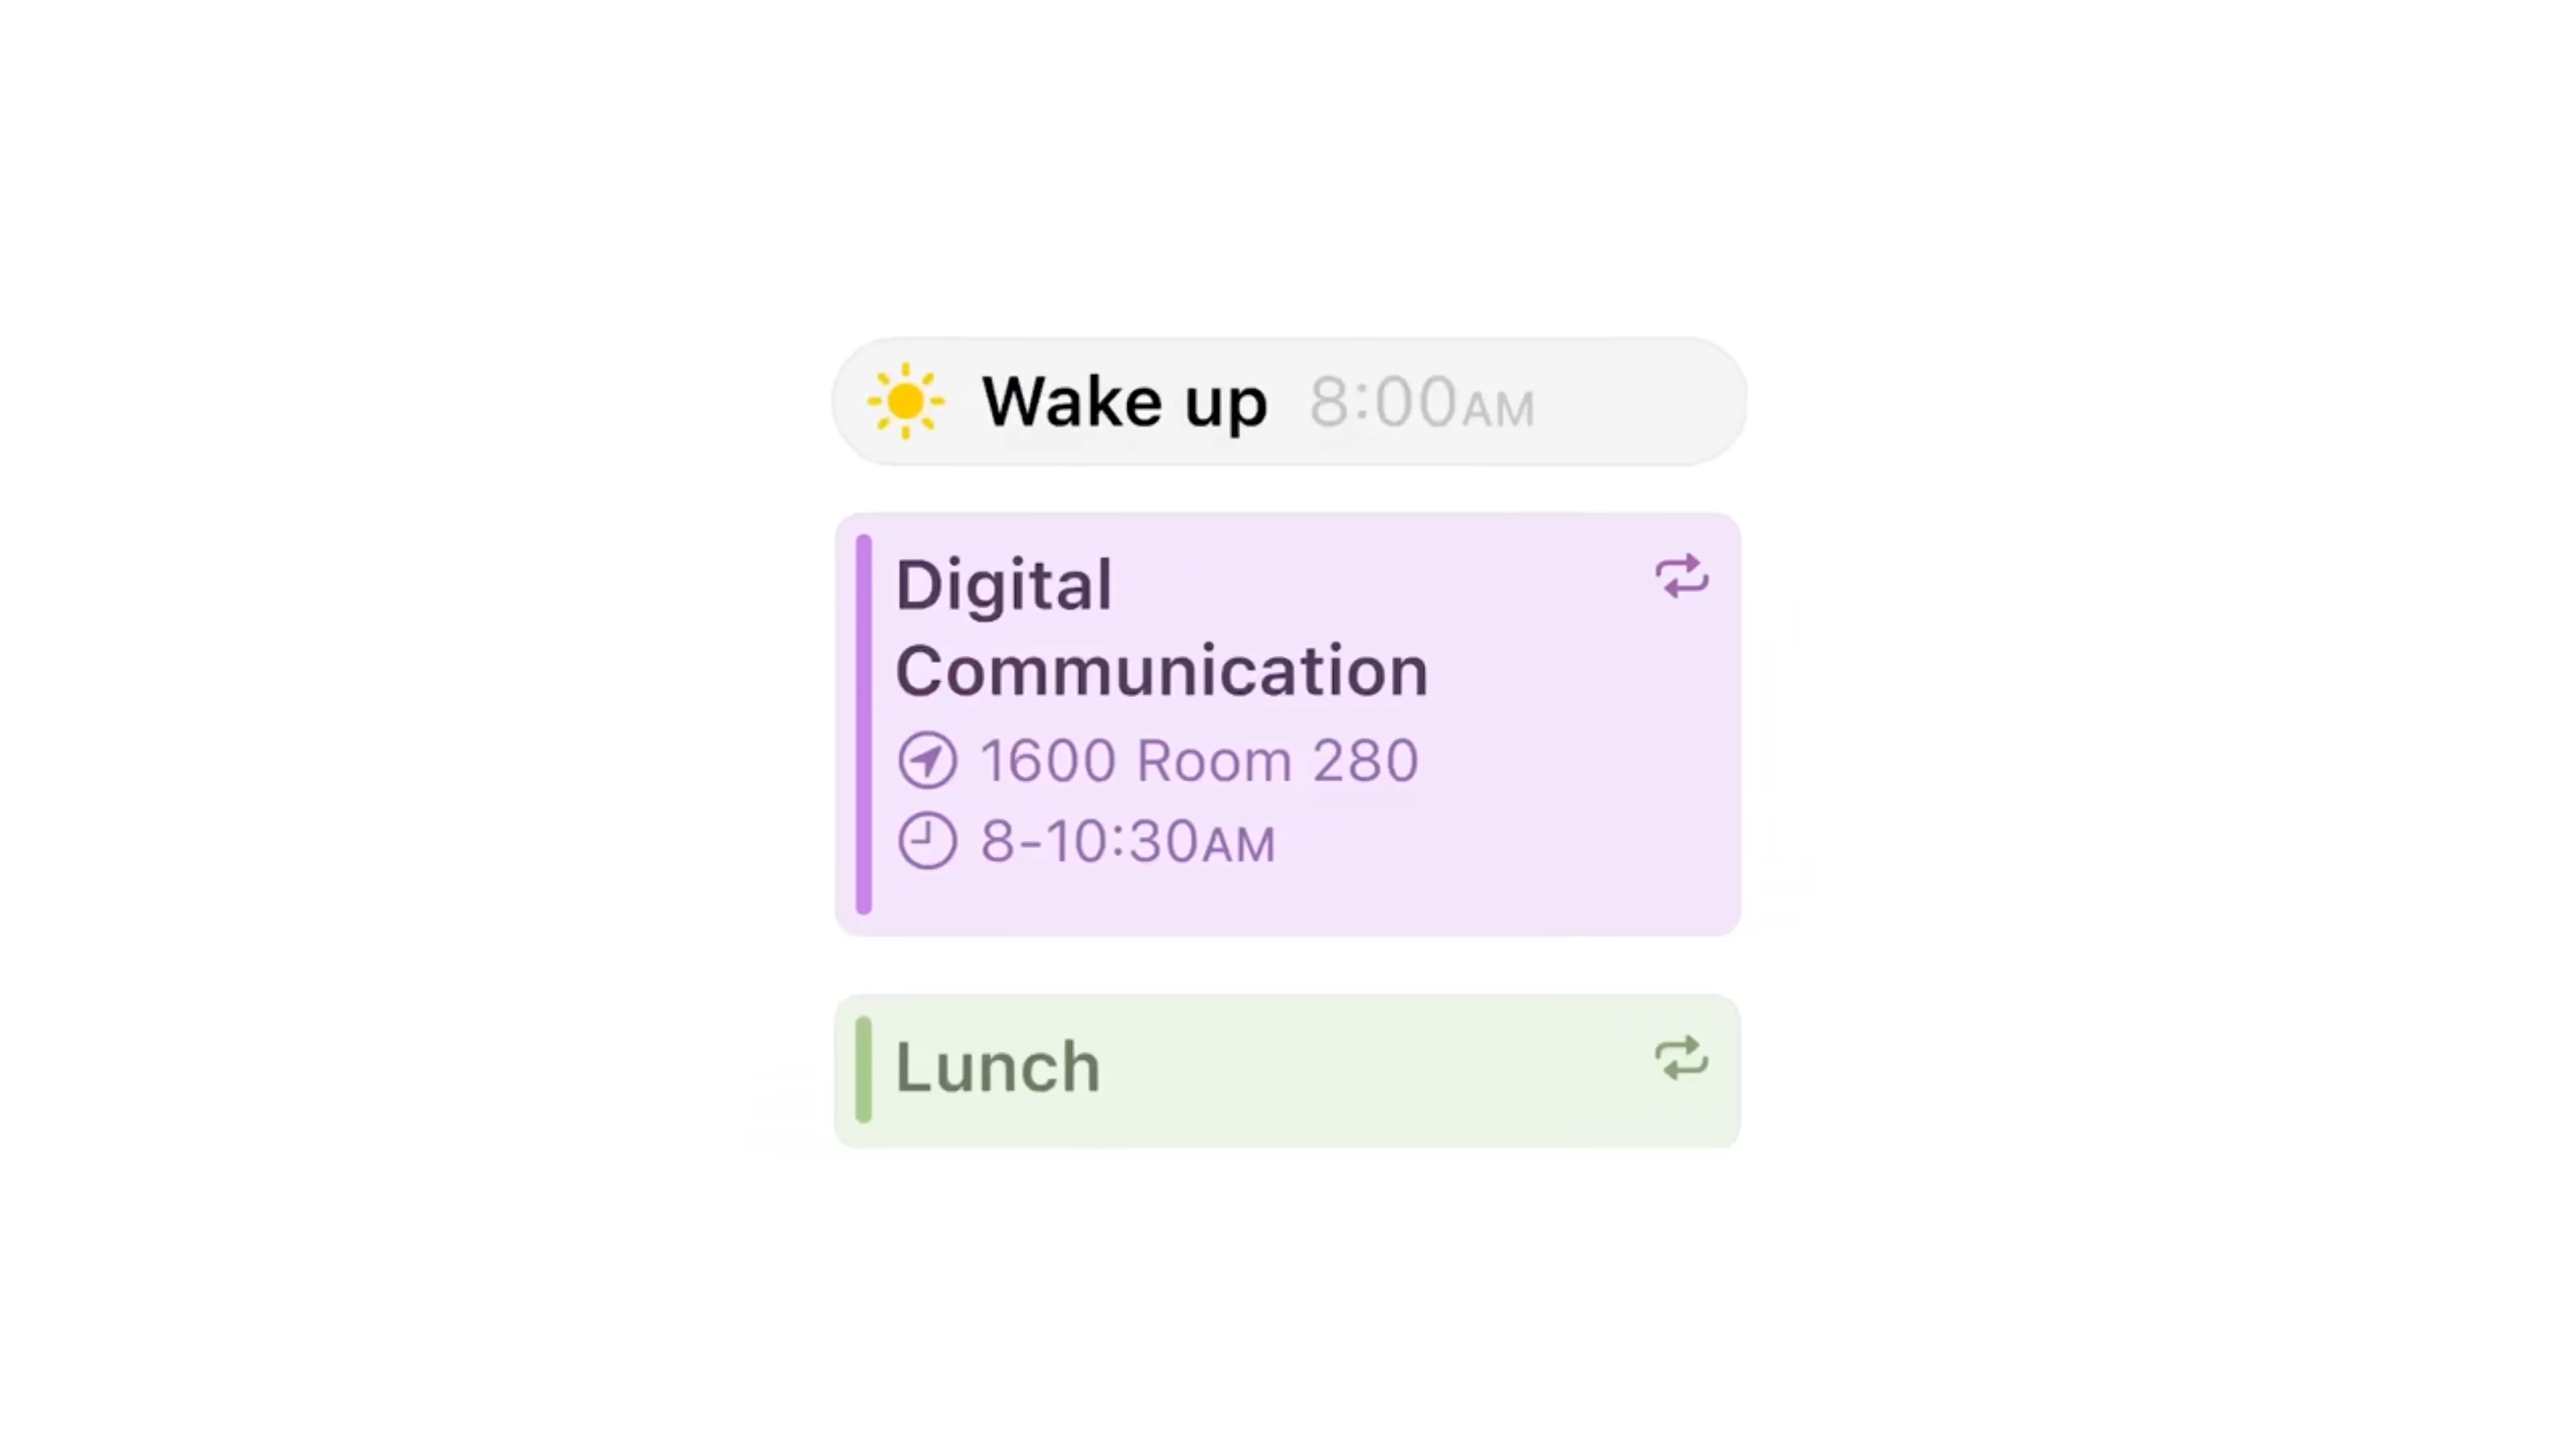 Wake up 8:00AM
Digital
Communication
1600 Room 280
8-10:30AM
Lunch